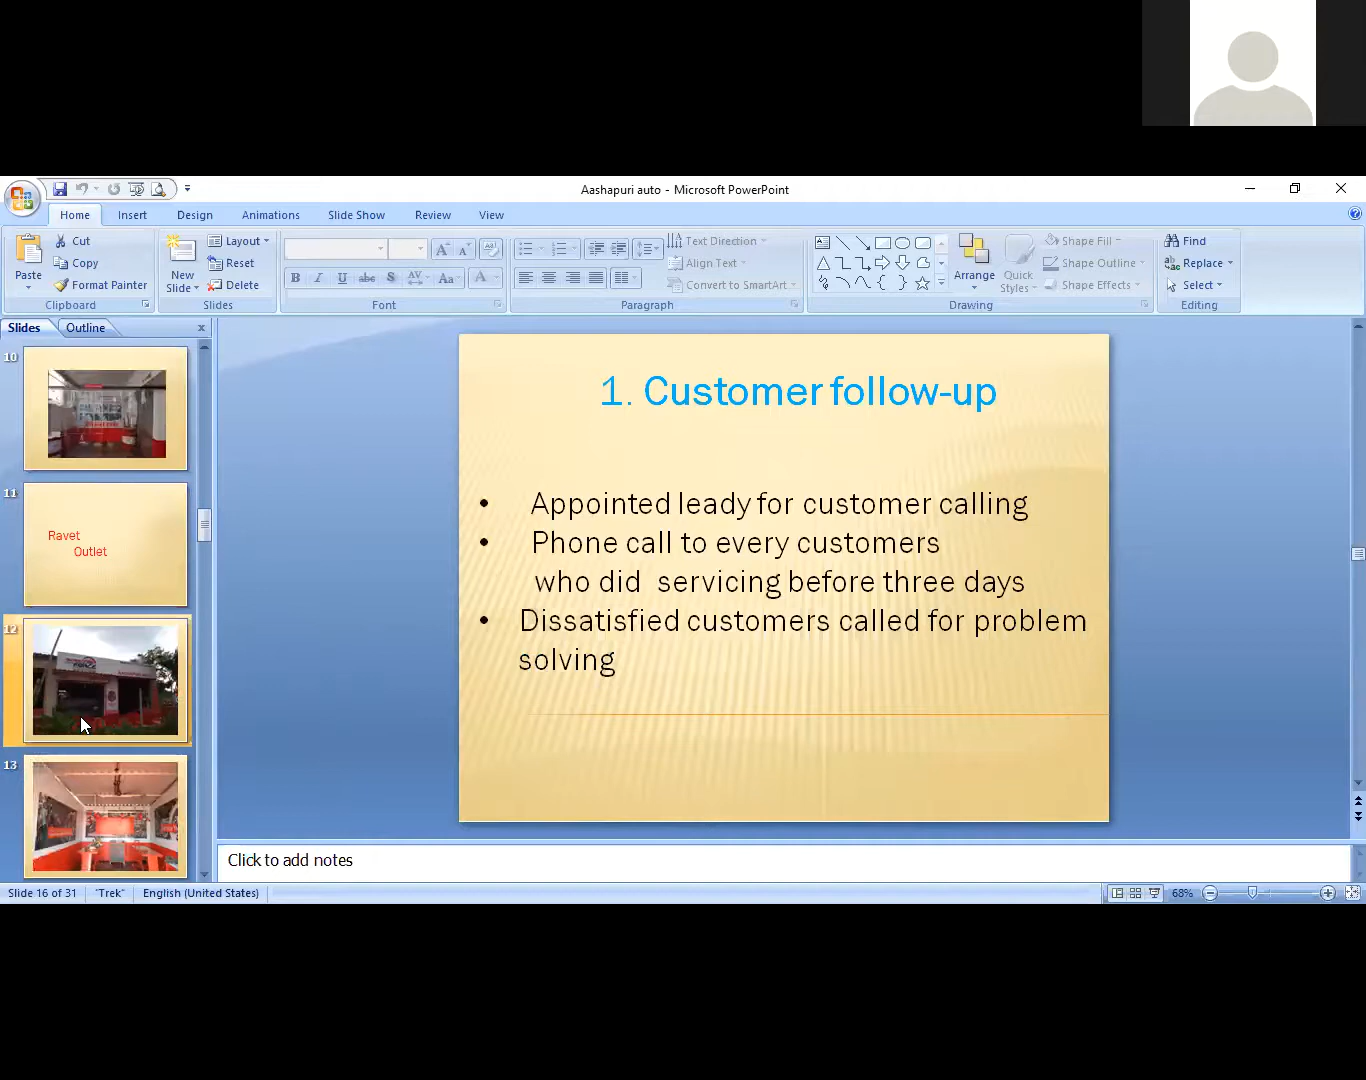 Aashapuri auto - Microsoft PowerPoint
Home Insert Design Animations Slide Show Review View
Cut
Copy
Format Painter
Paste
Clipboard
New
Slide
Layout
Reset
Delete
Slides
B I U abc S AV Aa A
Font
Text Direction
Align Text
Convert to SmartArt
Paragraph
Arrange
Quick
Styles
Shape Fill
Shape Outline
Shape Effects
Drawing
Find
Replace
Select
Editing
Slides Outline
10
11
Ravet
Outlet
12
13
1. Customer follow-up
• Appointed leady for customer calling
• Phone call to every customers
who did servicing before three days
• Dissatisfied customers called for problem
solving
Click to add notes
Slide 16 of 31 "Trek" English (United States) 68%